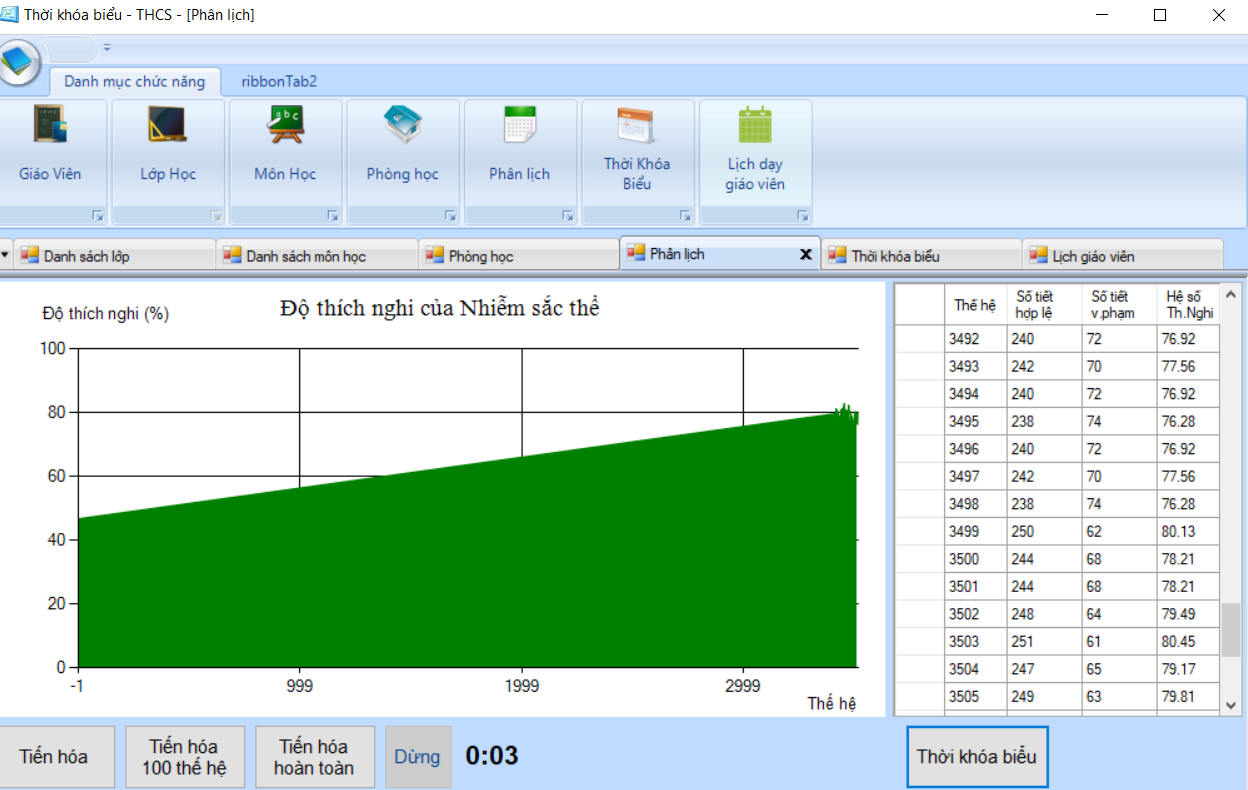 Thời khóa biểu - THCS - [Phân lịch]
Danh mục chức năng
ribbonTab2
Giáo Viên
Lớp Học
abc
Môn Học
Phòng học
Phân lịch
Thời Khóa
Biểu
Lịch dạy
giáo viên
Danh sách lớp
Danh sách môn học
Phòng học
Phân lịch
Thời khóa biểu
Lịch giáo viên
Độ thích nghi (%)
Độ thích nghi của Nhiễm sắc thể
100
80
60
40
20
0
-1
999
1999
2999
Thế hệ
Thế hệ
Số tiết
hợp lệ
Số tiết
v.phạm
Hệ số
Th.Nghi
3492 240 72 76.92
3493 242 70 77.56
3494 240 72 76.92
3495 238 74 76.28
3496 240 72 76.92
3497 242 70 77.56
3498 238 74 76.28
3499 250 62 80.13
3500 244 68 78.21
3501 244 68 78.21
3502 248 64 79.49
3503 251 61 80.45
3504 247 65 79.17
3505 249 63 79.81
Tiến hóa
Tiến hóa
100 thế hệ
Tiến hóa
hoàn toàn
Dừng
0:03
Thời khóa biểu